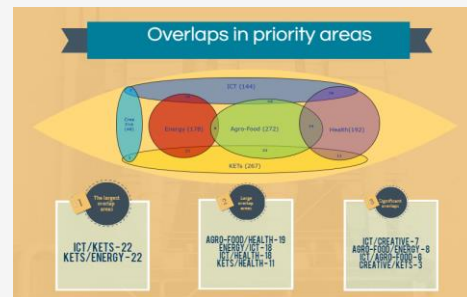 Overlaps in priority areas
ICT (144)
Energy (178)
Agro-Food (272)
Health(192)
KETs (267)
1
The largest
overlap
areas
ICT/KETS-22
KETS/ENERGY-22
2
Large
overlap
areas
AGRO-FOOD/HEALTH-19
ENERGY/ICT-18
ICT/HEALTH-18
KETS/HEALTH-11
3
Significant
overlaps
ICT/CREATIVE-7
AGRO-FOOD/ENERGY-8
ICT/AGRO-FOOD-6
CREATIVE/KETS-3